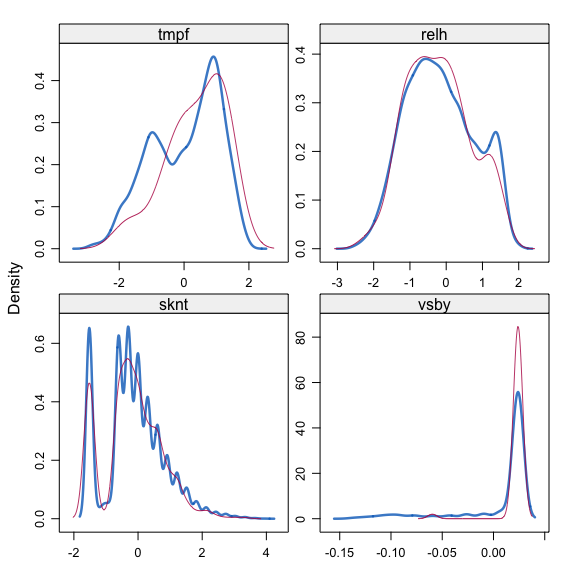 tmpf
relh
0.0 0.1 0.2 0.3 0.4
0.0 0.1 0.2 0.3 0.4
-2 0 2
-3 -2 -1 0 1 2
Density
sknt
vsby
0.0 0.2 0.4 0.6
0 20 40 60 80
-2 0 2 4
-0.15 -0.10 -0.05 0.00